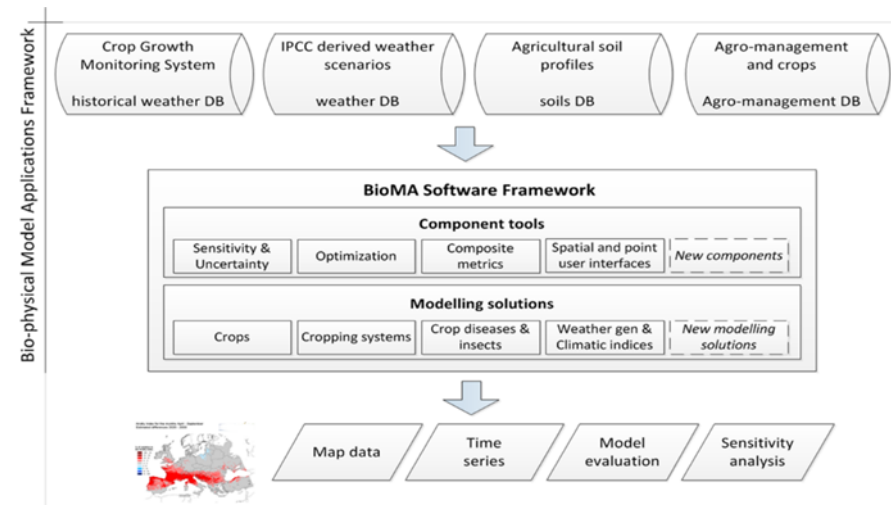 Bio-physical Model Applications Framework
Crop Growth
Monitoring System
historical weather DB
IPCC derived weather
scenarios
weather DB
Agricultural soil
profiles
soils DB
Agro-management
and crops
Agro-management DB
BioMA Software Framework
Component tools
Sensitivity &
Uncertainty
Optimization
Composite
metrics
Spatial and point
user interfaces
New components
Modelling solutions
Crops
Cropping systems
Crop diseases &
insects
Weather gen &
Climatic indices
New modelling
solutions
Map data
Time
series
Model
evaluation
Sensitivity
analysis